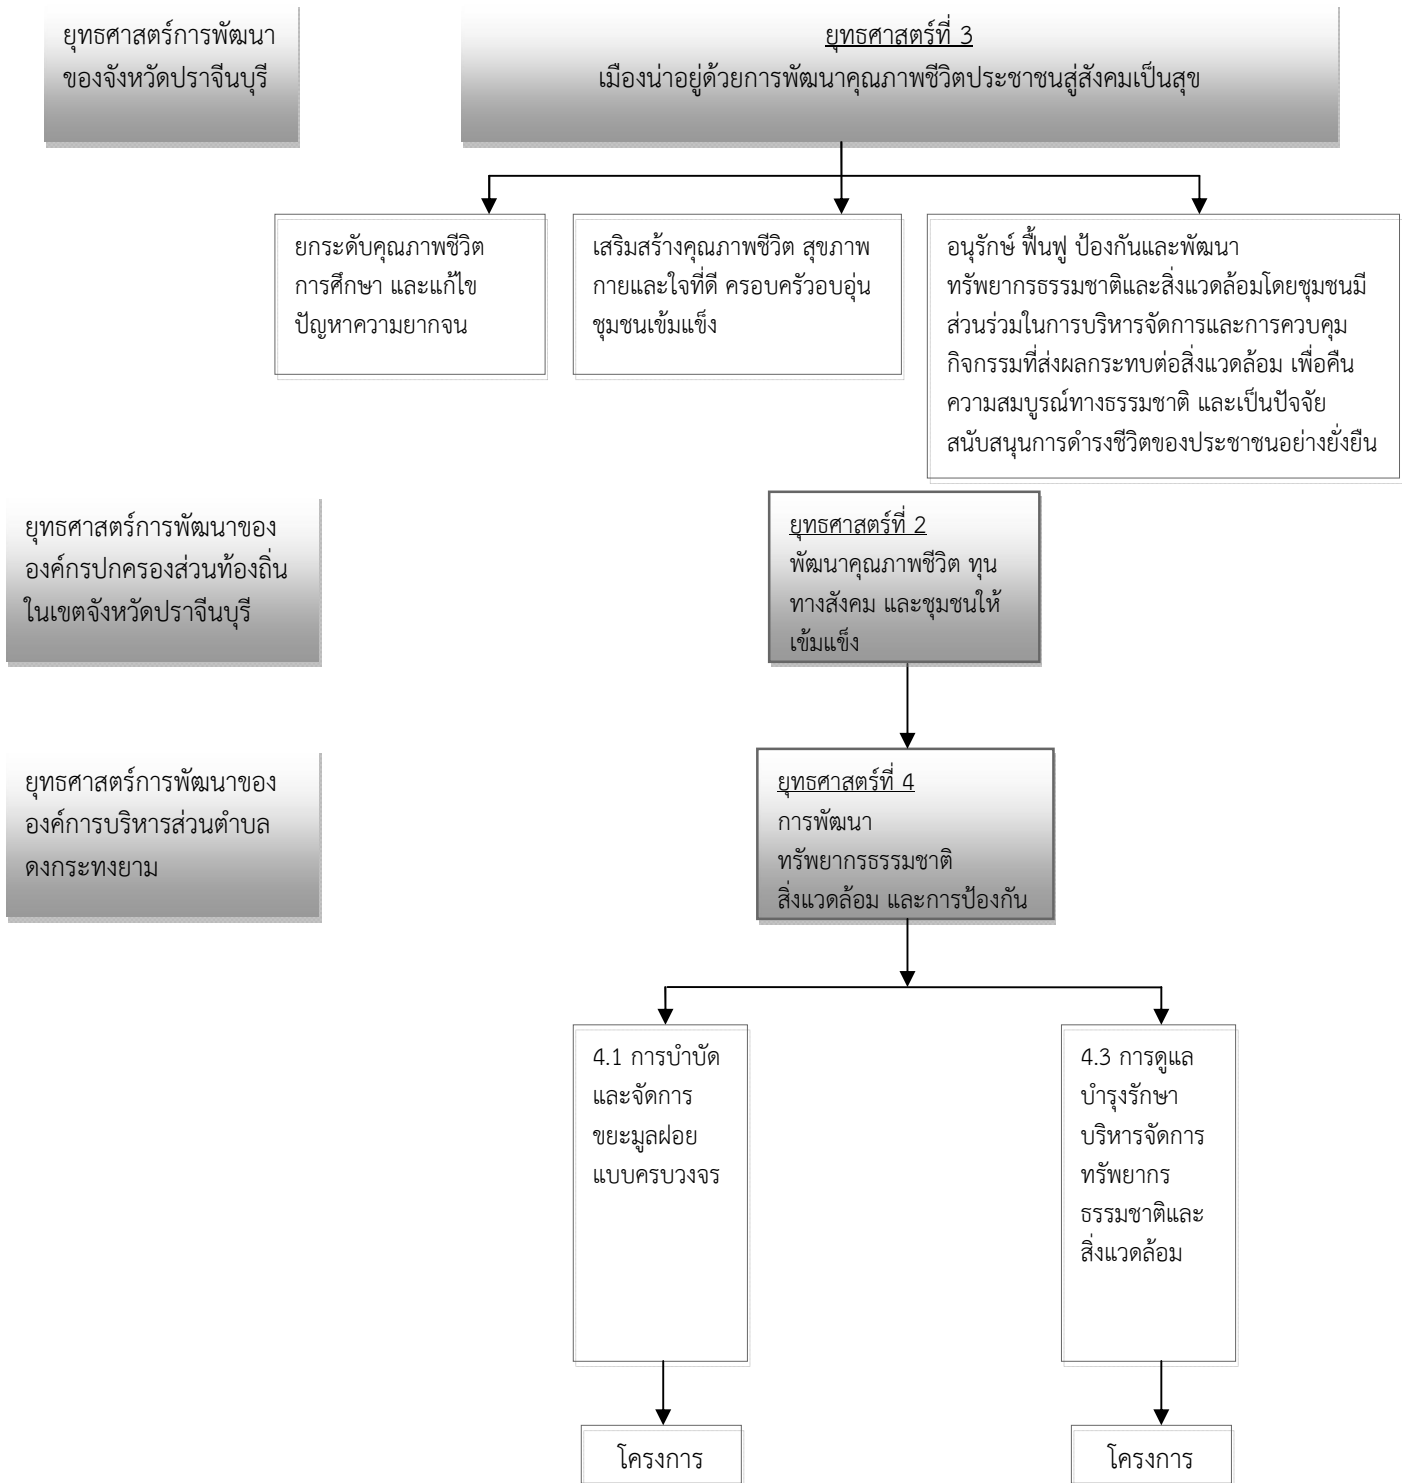 ยุทธศาสตร์การพัฒนา
ของจังหวัดปราจีนบุรี
ยุทธศาสตร์ที่ 3
เมืองน่าอยู่ด้วยการพัฒนาคุณภาพชีวิตประชาชนสู่สังคมเป็นสุข
ยกระดับคุณภาพชีวิต
การศึกษา และแก้ไข
ปัญหาความยากจน
เสริมสร้างคุณภาพชีวิต สุขภาพ
กายและใจที่ดี ครอบครัวอบอุ่น
ชุมชนเข้มแข็ง
อนุรักษ์ ฟื้นฟู ป้องกันและพัฒนา
ทรัพยากรธรรมชาติและสิ่งแวดล้อมโดยชุมชนมี
ส่วนร่วมในการบริหารจัดการและการควบคุม
กิจกรรมที่ส่งผลกระทบต่อสิ่งแวดล้อม เพื่อคืน
ความสมบูรณ์ทางธรรมชาติ และเป็นปัจจัย
สนับสนุนการดำรงชีวิตของประชาชนอย่างยั่งยืน
ยุทธศาสตร์การพัฒนาของ
องค์กรปกครองส่วนท้องถิ่น
ในเขตจังหวัดปราจีนบุรี
ยุทธศาสตร์ที่ 2
พัฒนาคุณภาพชีวิต ทุน
ทางสังคม และชุมชนให้
เข้มแข็ง
ยุทธศาสตร์การพัฒนาของ
องค์การบริหารส่วนตำบล
ดงกระทงยาม
ยุทธศาสตร์ที่ 4
การพัฒนา
ทรัพยากรธรรมชาติ
สิ่งแวดล้อม และการป้องกัน
4.1 การบำบัด
และจัดการ
ขยะมูลฝอย
แบบครบวงจร
4.3 การดูแล
บำรุงรักษา
บริหารจัดการ
ทรัพยากร
ธรรมชาติและ
สิ่งแวดล้อม
โครงการ
โครงการ